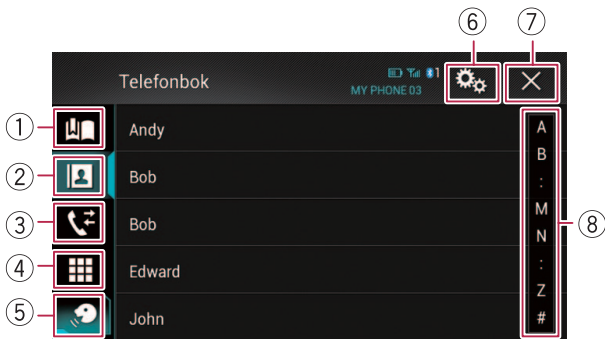 ⑥ ⑦
Telefonbok
1
MY PHONE 03
① Andy
② Bob
③ Bob
④ Edward
⑤ John
A
B
:
M
N
:
Z
#
⑧